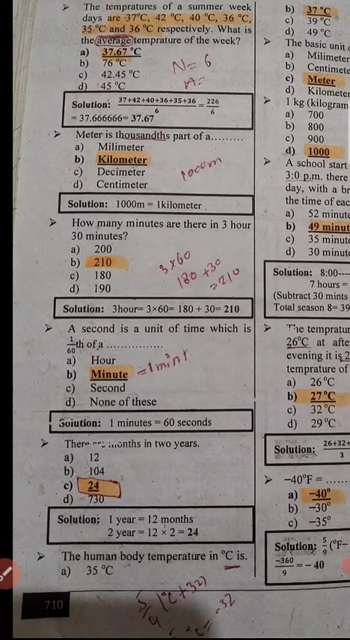 The tempratures of a summer week
days are 37°C, 42 °C, 40 °C, 36 °C,
35 °C and 36 °C respectively. What is
the average temprature of the week?
a) 37.67 °C
b) 76 °C
c) 42.45 °C
d) 45 °C
N = 6
Solution: 37+42+40+36+35+36/6 = 226/6
= 37.666666= 37.67
Meter is thousandths part of a.........
a) Milimeter
b) Kilometer
c) Decimeter
d) Centimeter
1000m
Solution: 1000m = 1kilometer
How many minutes are there in 3 hour
30 minutes?
a) 200
b) 210
c) 180
d) 190
3×60
180 +30
=210
Solution: 3hour= 3×60= 180 + 30= 210
A second is a unit of time which is
1/60 th of a ..................
a) Hour
b) Minute = 1 mint
c) Second
d) None of these
Solution: 1 minutes = 60 seconds
There are months in two years.
a) 12
b) 104
c) 24
d) 730
Solution: 1 year = 12 months
2 year = 12 × 2 = 24
The human body temperature in °C is.
a) 35 °C
710
b) 37 °C
c) 39 °C
d) 49 °C
The basic unit
a) Milimeter
b) Centimete
c) Meter
d) Kilometer
1 kg (kilogram
a) 700
b) 800
c) 900
d) 1000
A school start
3:0 p.m. there
day, with a br
the time of eac
a) 52 minute
b) 49 minut
c) 35 minute
d) 30 minute
Solution: 8:00----
7 hours =
(Subtract 30 mints
Total season 8= 39
The tempratur
26°C at afte
evening it is 2
temprature of
a) 26 °C
b) 27 °C
c) 32 °C
d) 29 °C
Solution: 26+32+/3
−40°F = ......
a) −40°
b) −30°
c) −35°
Solution: 5/9 (°F−
−360/9 = − 40